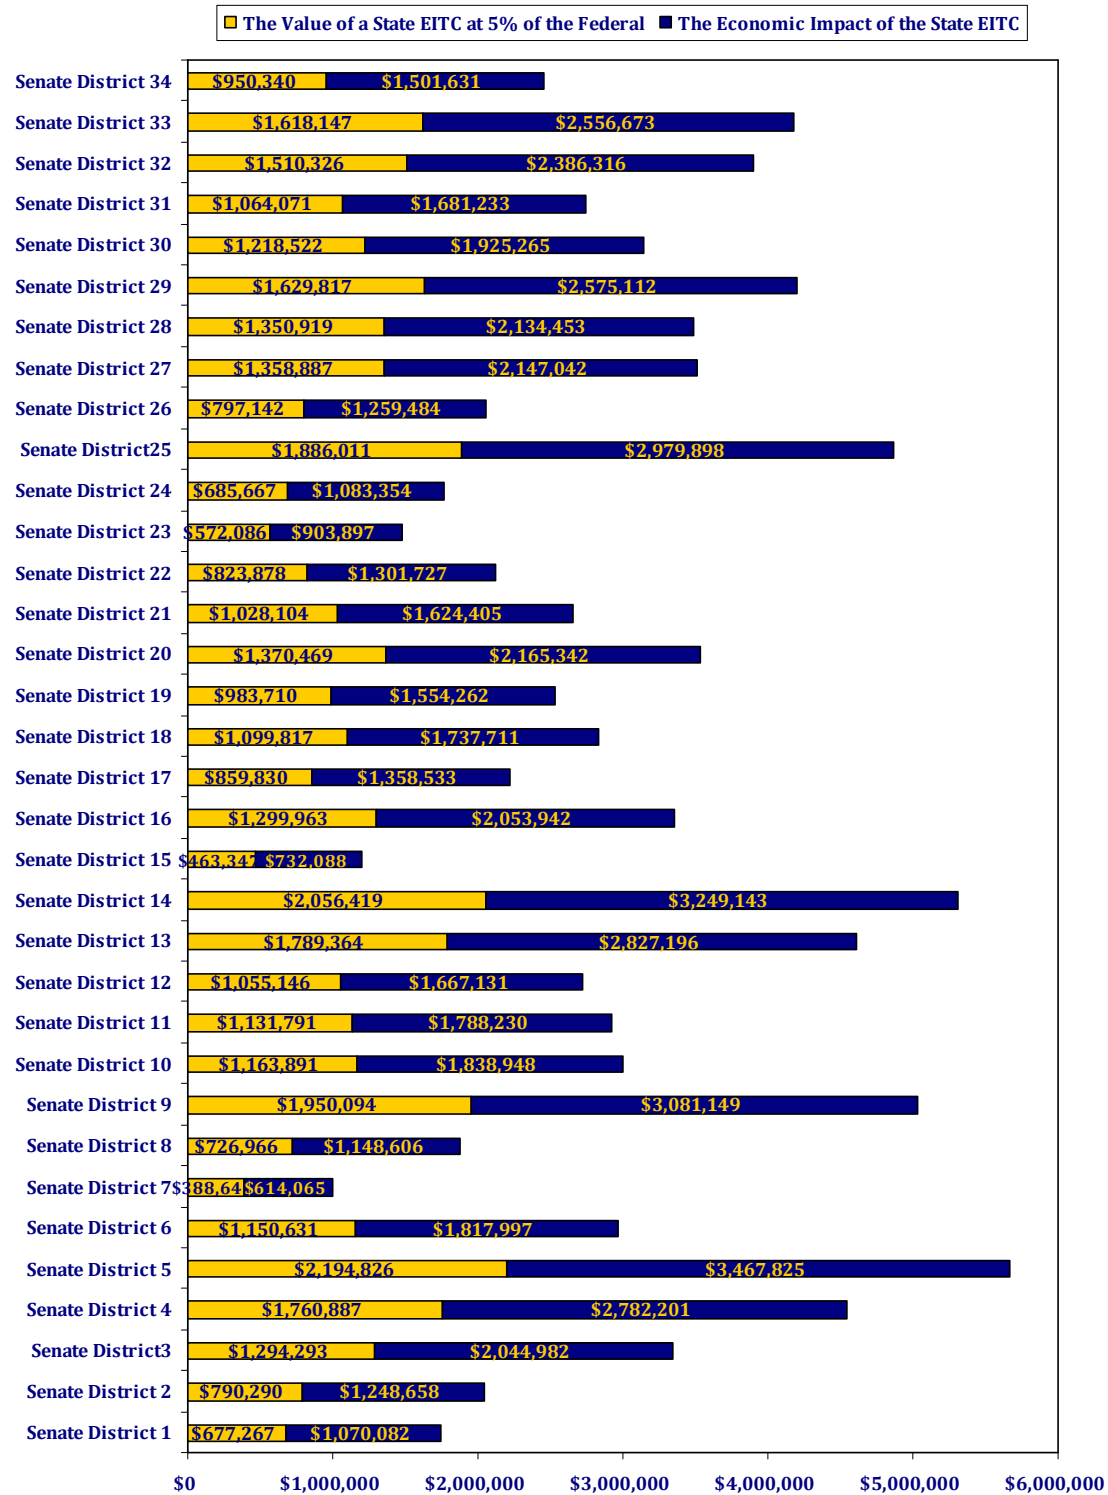 The Value of a State EITC at 5% of the Federal The Economic Impact of the State EITC
Senate District 34 $950,340 $1,501,631
Senate District 33 $1,618,147 $2,556,673
Senate District 32 $1,510,326 $2,386,316
Senate District 31 $1,064,071 $1,681,233
Senate District 30 $1,218,522 $1,925,265
Senate District 29 $1,629,817 $2,575,112
Senate District 28 $1,350,919 $2,134,453
Senate District 27 $1,358,887 $2,147,042
Senate District 26 $797,142 $1,259,484
Senate District25 $1,886,011 $2,979,898
Senate District 24 $685,667 $1,083,354
Senate District 23 $572,086 $903,897
Senate District 22 $823,878 $1,301,727
Senate District 21 $1,028,104 $1,624,405
Senate District 20 $1,370,469 $2,165,342
Senate District 19 $983,710 $1,554,262
Senate District 18 $1,099,817 $1,737,711
Senate District 17 $859,830 $1,358,533
Senate District 16 $1,299,963 $2,053,942
Senate District 15 $463,347 $732,088
Senate District 14 $2,056,419 $3,249,143
Senate District 13 $1,789,364 $2,827,196
Senate District 12 $1,055,146 $1,667,131
Senate District 11 $1,131,791 $1,788,230
Senate District 10 $1,163,891 $1,838,948
Senate District 9 $1,950,094 $3,081,149
Senate District 8 $726,966 $1,148,606
Senate District 7 $614,065
Senate District 6 $1,150,631 $1,817,997
Senate District 5 $2,194,826 $3,467,825
Senate District 4 $1,760,887 $2,782,201
Senate District3 $1,294,293 $2,044,982
Senate District 2 $790,290 $1,248,658
Senate District 1 $677,267 $1,070,082
$0 $1,000,000 $2,000,000 $3,000,000 $4,000,000 $5,000,000 $6,000,000